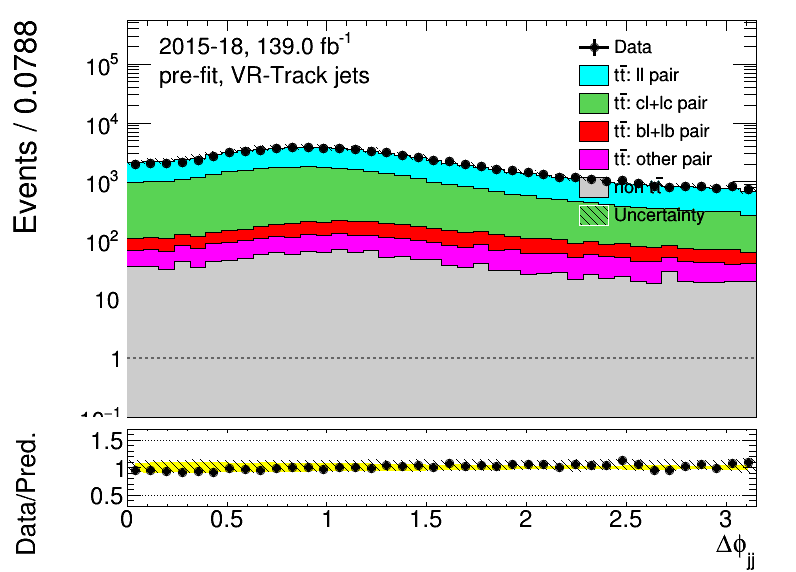 2015-18, 139.0 fb⁻¹
pre-fit, VR-Track jets
Data
tt̄: ll pair
tt̄: cl+lc pair
tt̄: bl+lb pair
tt̄: other pair
non tt̄
Uncertainty
Events / 0.0788
10⁵
10⁴
10³
10²
10
1
10⁻¹
Data/Pred.
1.5
1
0.5
0 0.5 1 1.5 2 2.5 3
Δϕjj